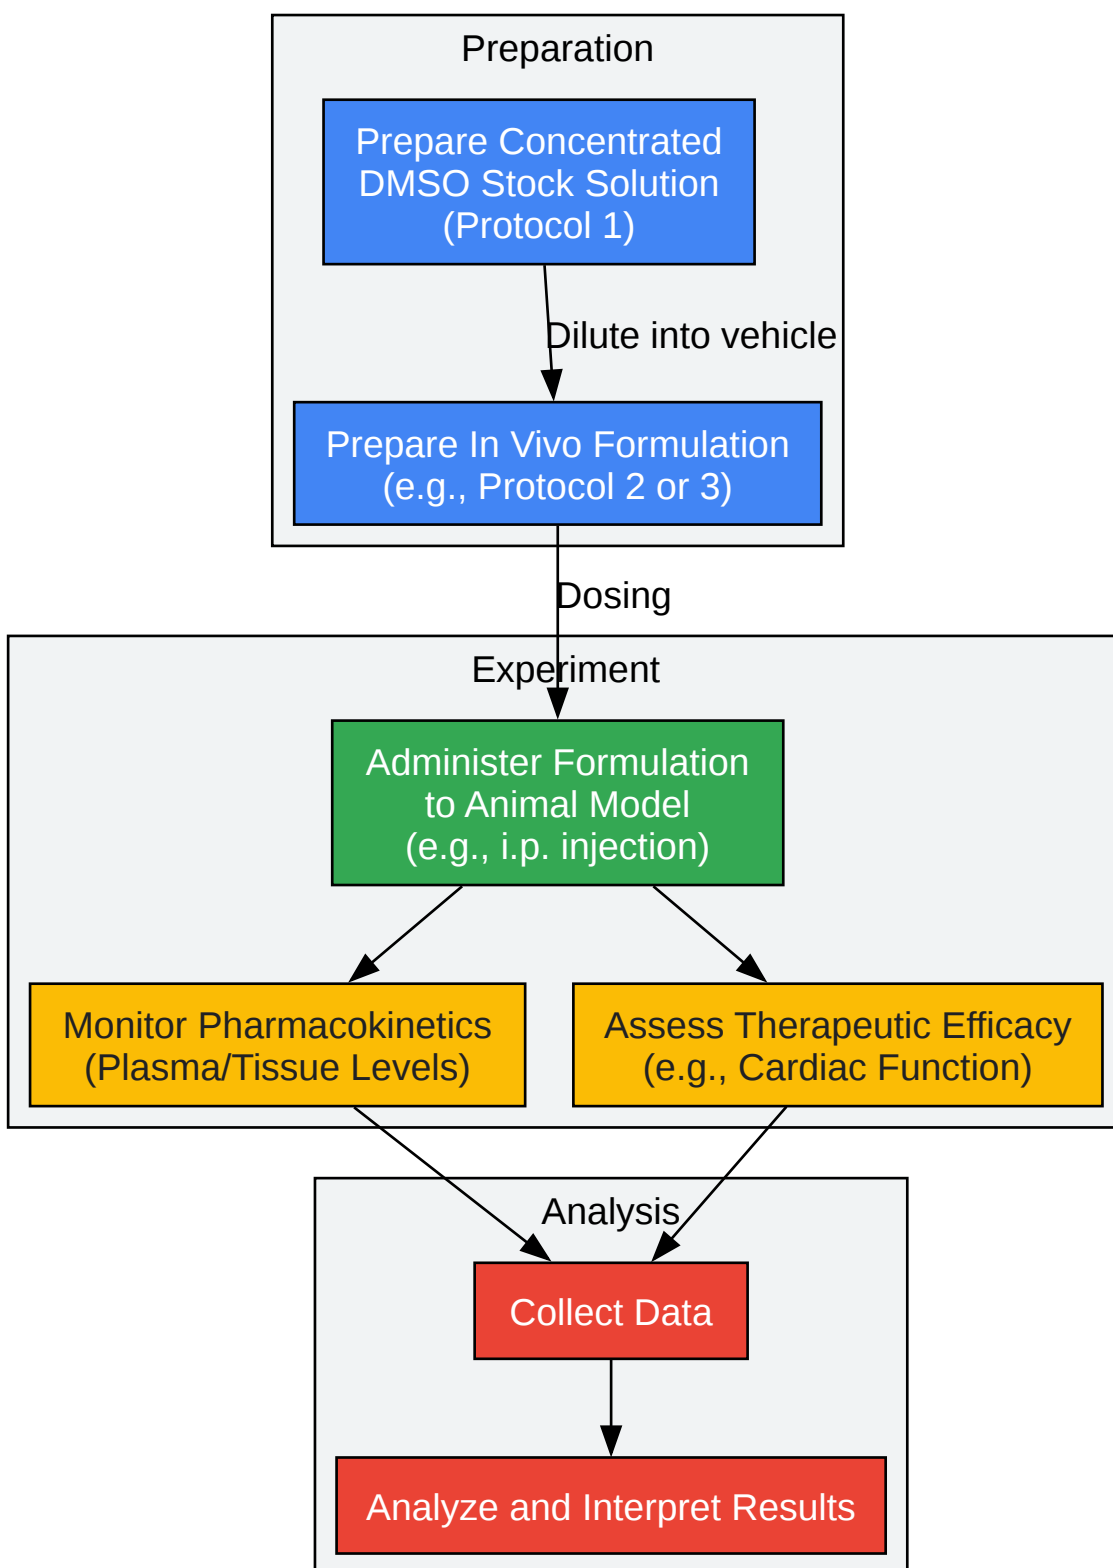 Preparation
Prepare Concentrated
DMSO Stock Solution
(Protocol 1)
Dilute into vehicle
Prepare In Vivo Formulation
(e.g., Protocol 2 or 3)
Dosing
Experiment
Administer Formulation
to Animal Model
(e.g., i.p. injection)
Monitor Pharmacokinetics
(Plasma/Tissue Levels)
Assess Therapeutic Efficacy
(e.g., Cardiac Function)
Analysis
Collect Data
Analyze and Interpret Results